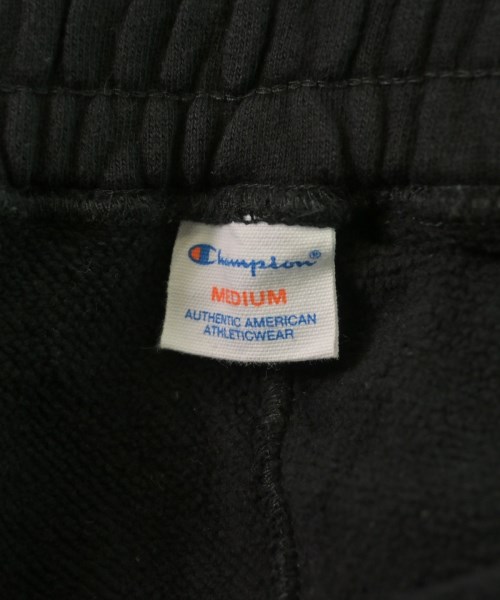 Champion
MEDIUM
AUTHENTIC AMERICAN
ATHLETICWEAR